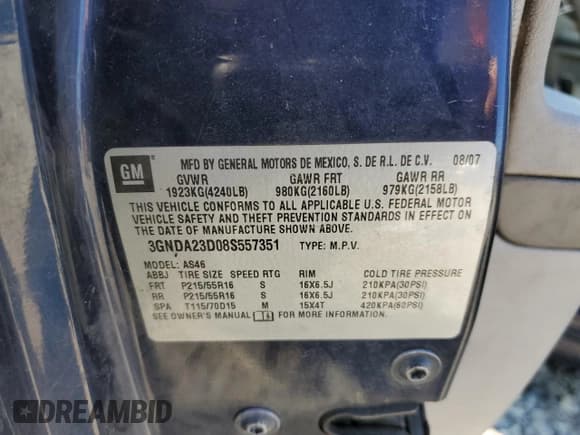 GM
MFD BY GENERAL MOTORS DE MEXICO, S. DE R.L. DE C.V. 08/07
GVWR GAWR FRT GAWR RR
1923KG(4240LB) 980KG(2160LB) 979KG(2158LB)
THIS VEHICLE CONFORMS TO ALL APPLICABLE U.S. FEDERAL MOTOR
VEHICLE SAFETY AND THEFT PREVENTION STANDARDS IN EFFECT ON
THE DATE OF MANUFACTURE SHOWN ABOVE.
3GNDA23D08S557351 TYPE: M.P.V.
MODEL: AS46
ABBJ TIRE SIZE SPEED RTG RIM COLD TIRE PRESSURE
FRT P215/55R16 S 16X6.5J 210KPA(30PSI)
RR P215/55R16 S 16X6.5J 210KPA(30PSI)
SPA T115/70D15 M 15X4T 420KPA(60PSI)
SEE OWNER'S MANUAL FOR MORE INFORMATION.
DREAMBID